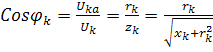 Cosφ_k = U_ka / U_k = r_k / z_k = r_k / √(x_k + r_k^2)